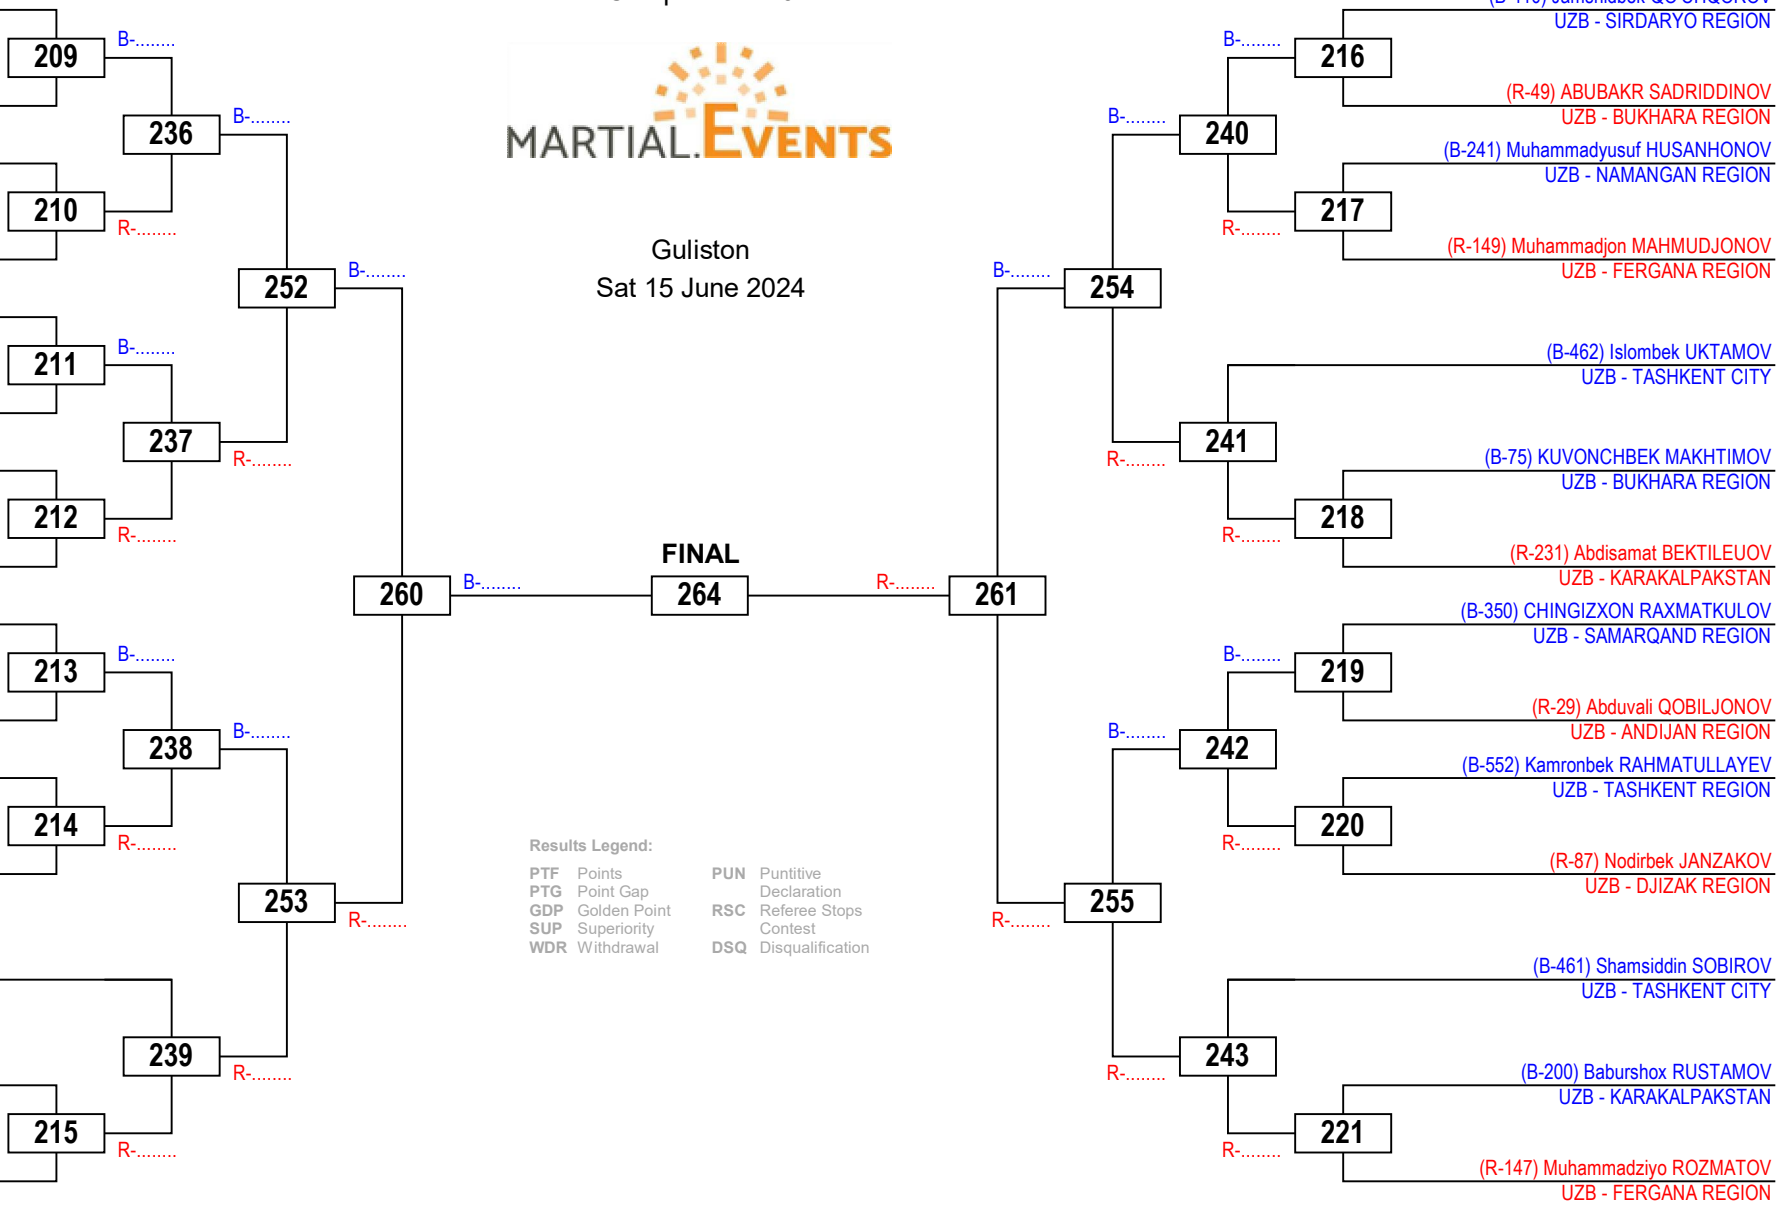 209
B-........
236
B-........
210
R-........
252
B-........
211
B-........
237
R-........
212
R-........
260
B-........
213
B-........
238
B-........
214
R-........
253
R-........
239
R-........
215
R-........
MARTIAL.EVENTS
Guliston
Sat 15 June 2024
FINAL
264
Results Legend:
PTF Points
PTG Point Gap
GDP Golden Point
SUP Superiority
WDR Withdrawal
PUN Puntitive
Declaration
RSC Referee Stops
Contest
DSQ Disqualification
R-........
261
B-........
254
B-........
240
B-........
216
UZB - SIRDARYO REGION
(R-49) ABUBAKR SADRIDDINOV
UZB - BUKHARA REGION
(B-241) Muhammadyusuf HUSANHONOV
UZB - NAMANGAN REGION
R-........
217
(R-149) Muhammadjon MAHMUDJONOV
UZB - FERGANA REGION
(B-462) Islombek UKTAMOV
UZB - TASHKENT CITY
R-........
241
(B-75) KUVONCHBEK MAKHTIMOV
UZB - BUKHARA REGION
R-........
218
(R-231) Abdisamat BEKTILEUOV
UZB - KARAKALPAKSTAN
(B-350) CHINGIZXON RAXMATKULOV
UZB - SAMARQAND REGION
B-........
219
(R-29) Abduvali QOBILJONOV
UZB - ANDIJAN REGION
B-........
242
(B-552) Kamronbek RAHMATULLAYEV
UZB - TASHKENT REGION
R-........
220
(R-87) Nodirbek JANZAKOV
UZB - DJIZAK REGION
R-........
255
(B-461) Shamsiddin SOBIROV
UZB - TASHKENT CITY
R-........
243
(B-200) Baburshox RUSTAMOV
UZB - KARAKALPAKSTAN
R-........
221
(R-147) Muhammadziyo ROZMATOV
UZB - FERGANA REGION